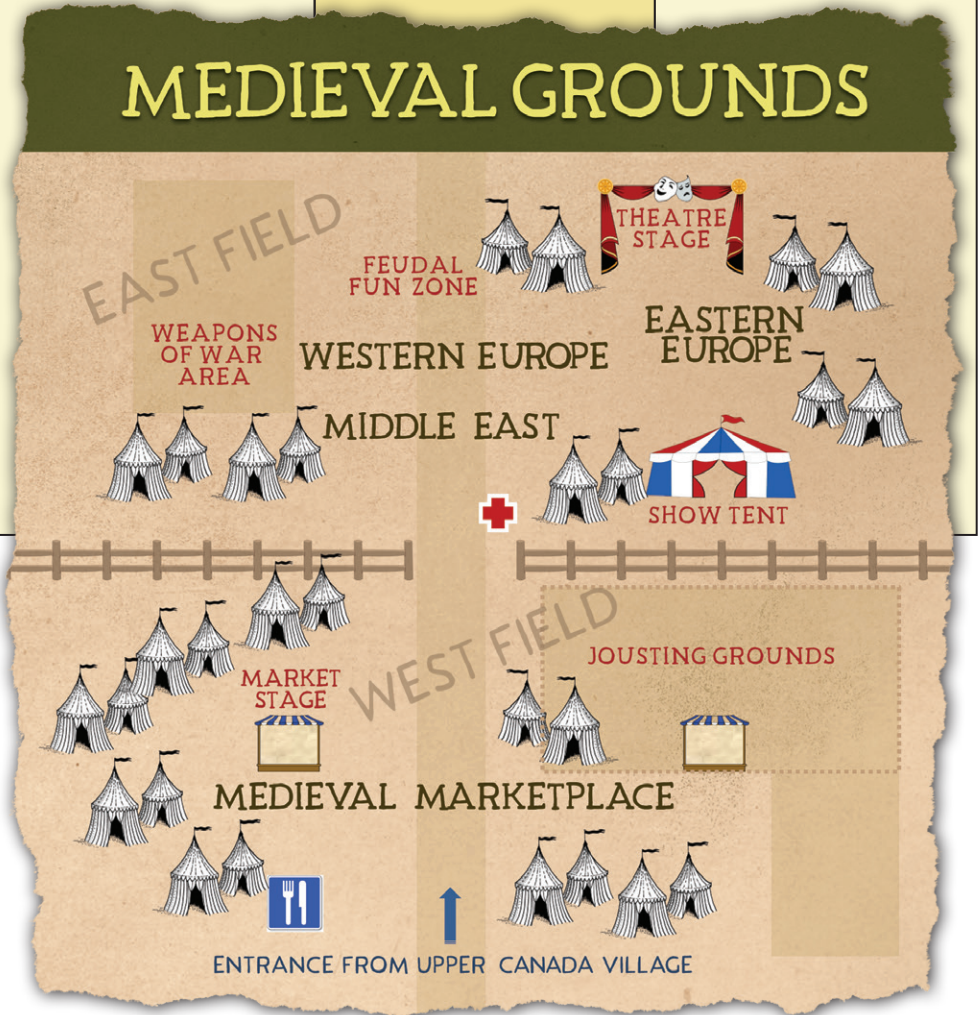 MEDIEVAL GROUNDS
EAST FIELD
THEATRE
STAGE
FEUDAL
FUN ZONE
EASTERN
EUROPE
WEAPONS
OF WAR
AREA
WESTERN EUROPE
MIDDLE EAST
SHOW TENT
WEST FIELD
JOUSTING GROUNDS
MARKET
STAGE
MEDIEVAL MARKETPLACE
ENTRANCE FROM UPPER CANADA VILLAGE